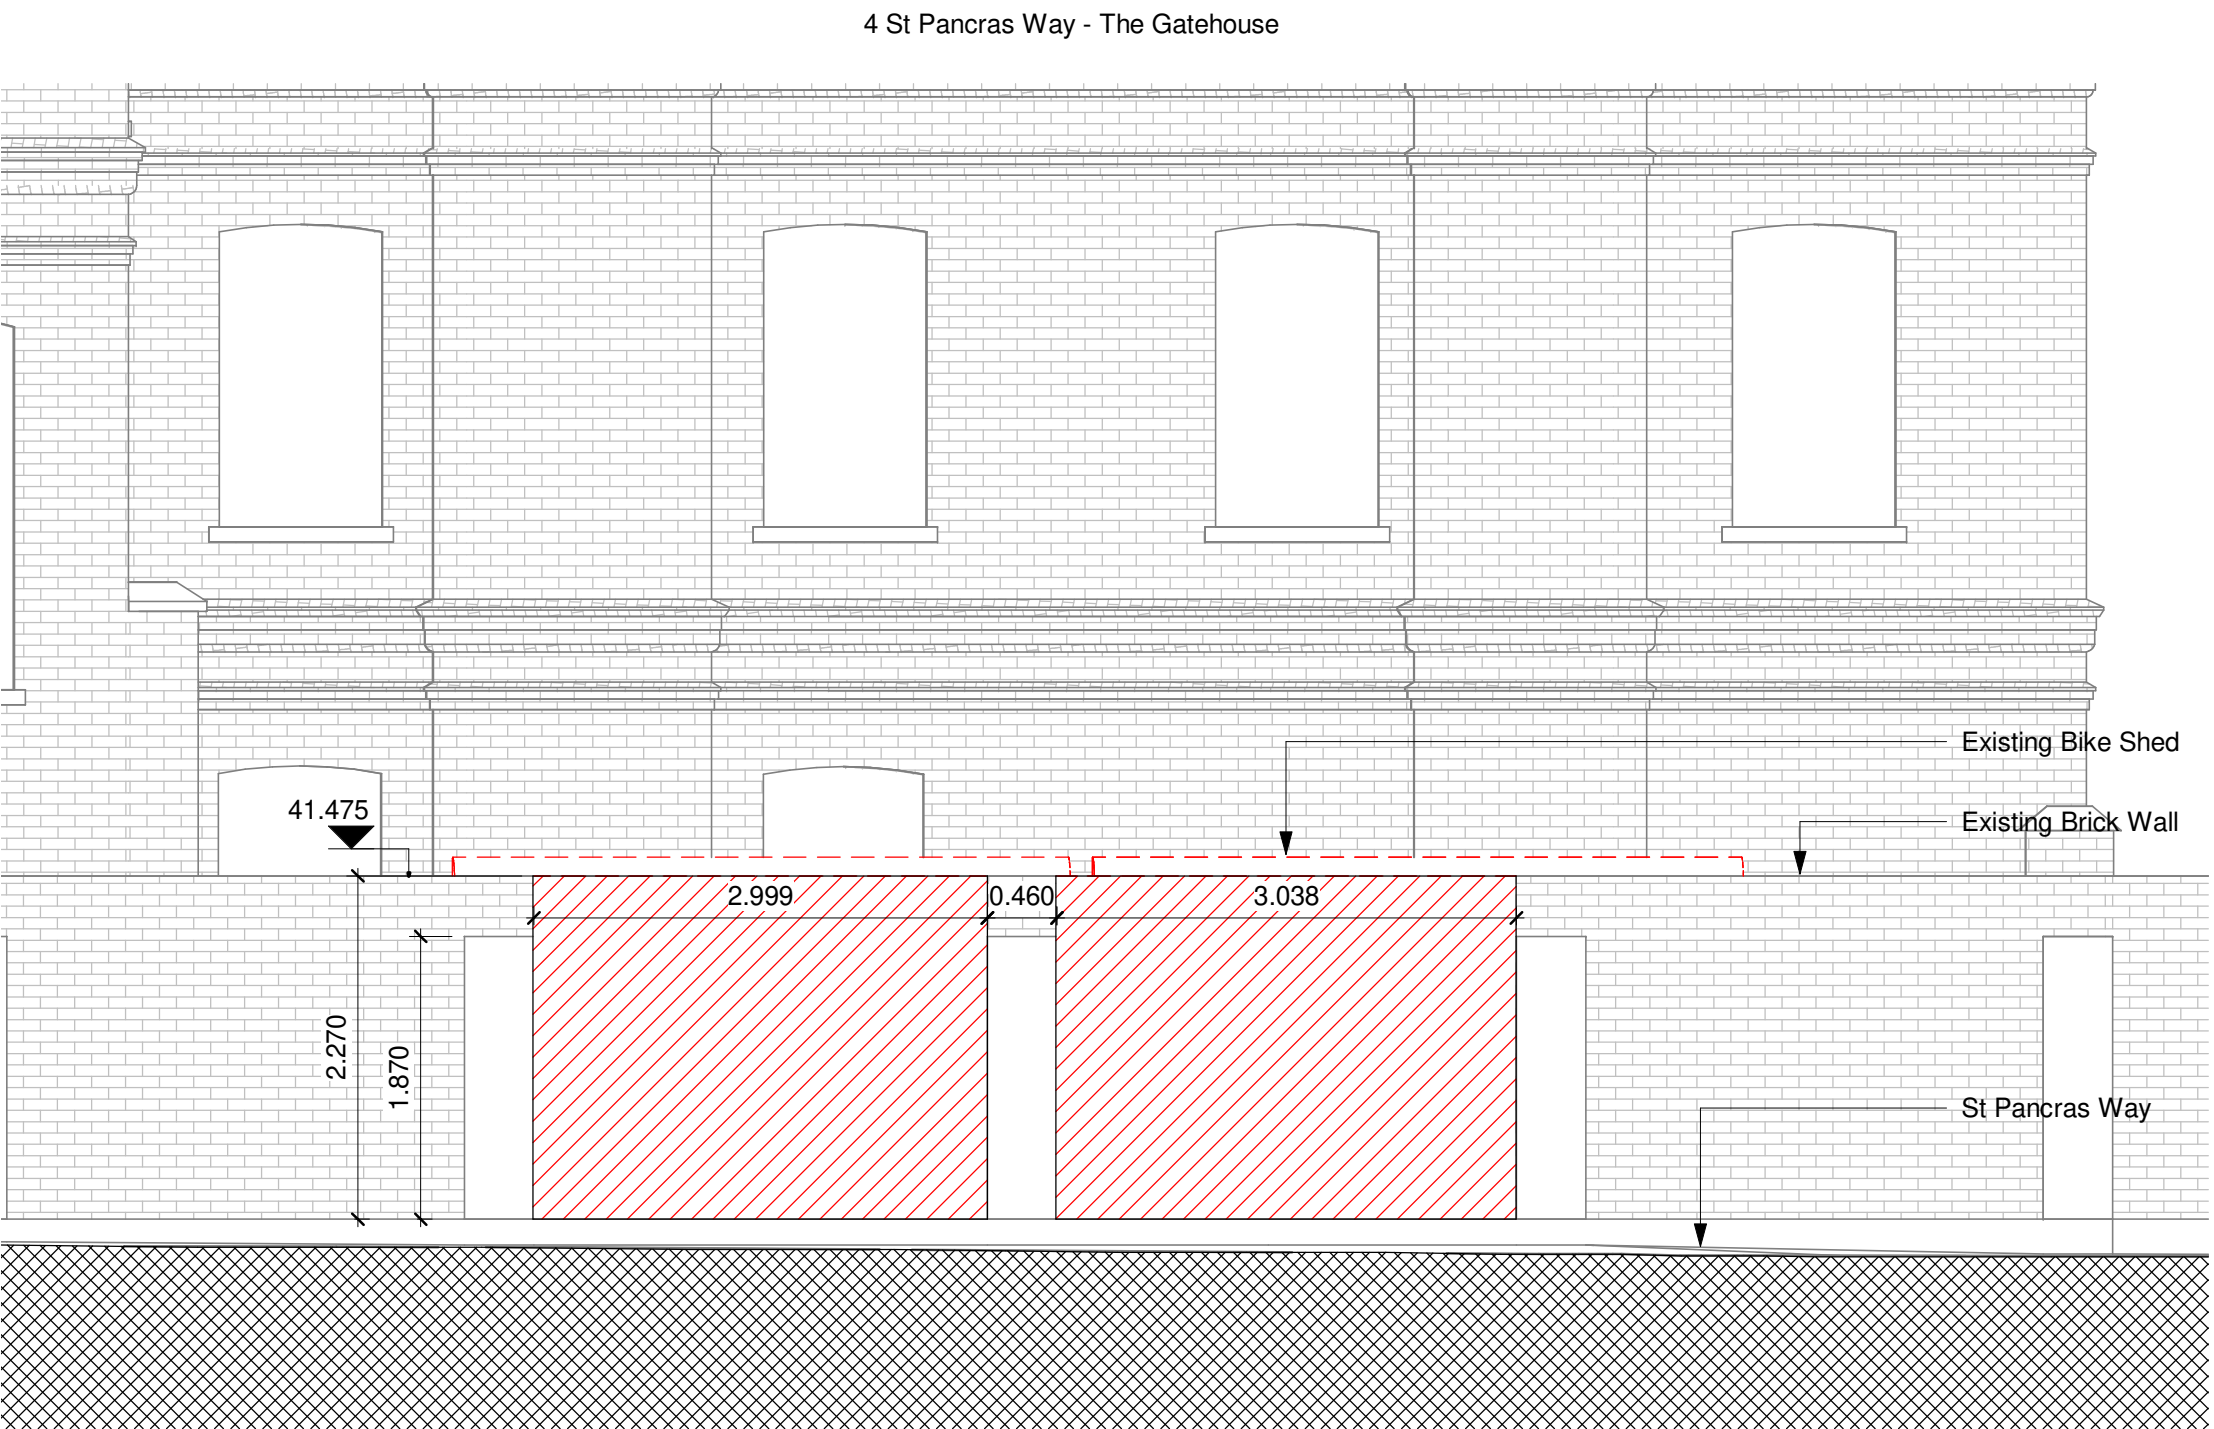 4 St Pancras Way - The Gatehouse
Existing Bike Shed
41.475
Existing Brick Wall
2.999
0.460
3.038
2.270
1.870
St Pancras Way